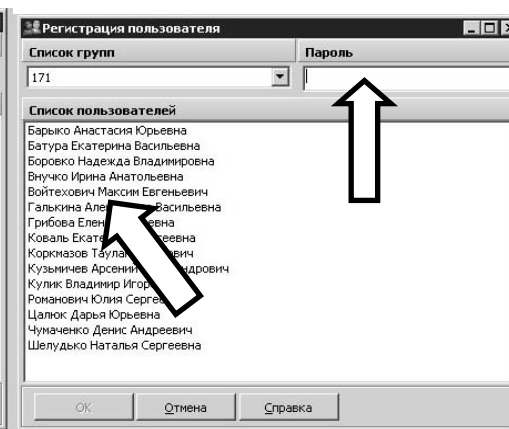 Регистрация пользователя
Список групп Пароль
171
Список пользователей
Барыко Анастасия Юрьевна
Батура Екатерина Васильевна
Боровко Надежда Владимировна
Внучко Ирина Анатольевна
Войтехович Максим Евгеньевич
Галькина Васильевна
Грибова
Коваль
Коркмазов
Кузьмичев Арсений
Кулик Владимир
Романович Юлия
Цалюк Дарья Юрьевна
Чумаченко Денис Андреевич
Шелудько Наталья Сергеевна
ОК Отмена Справка